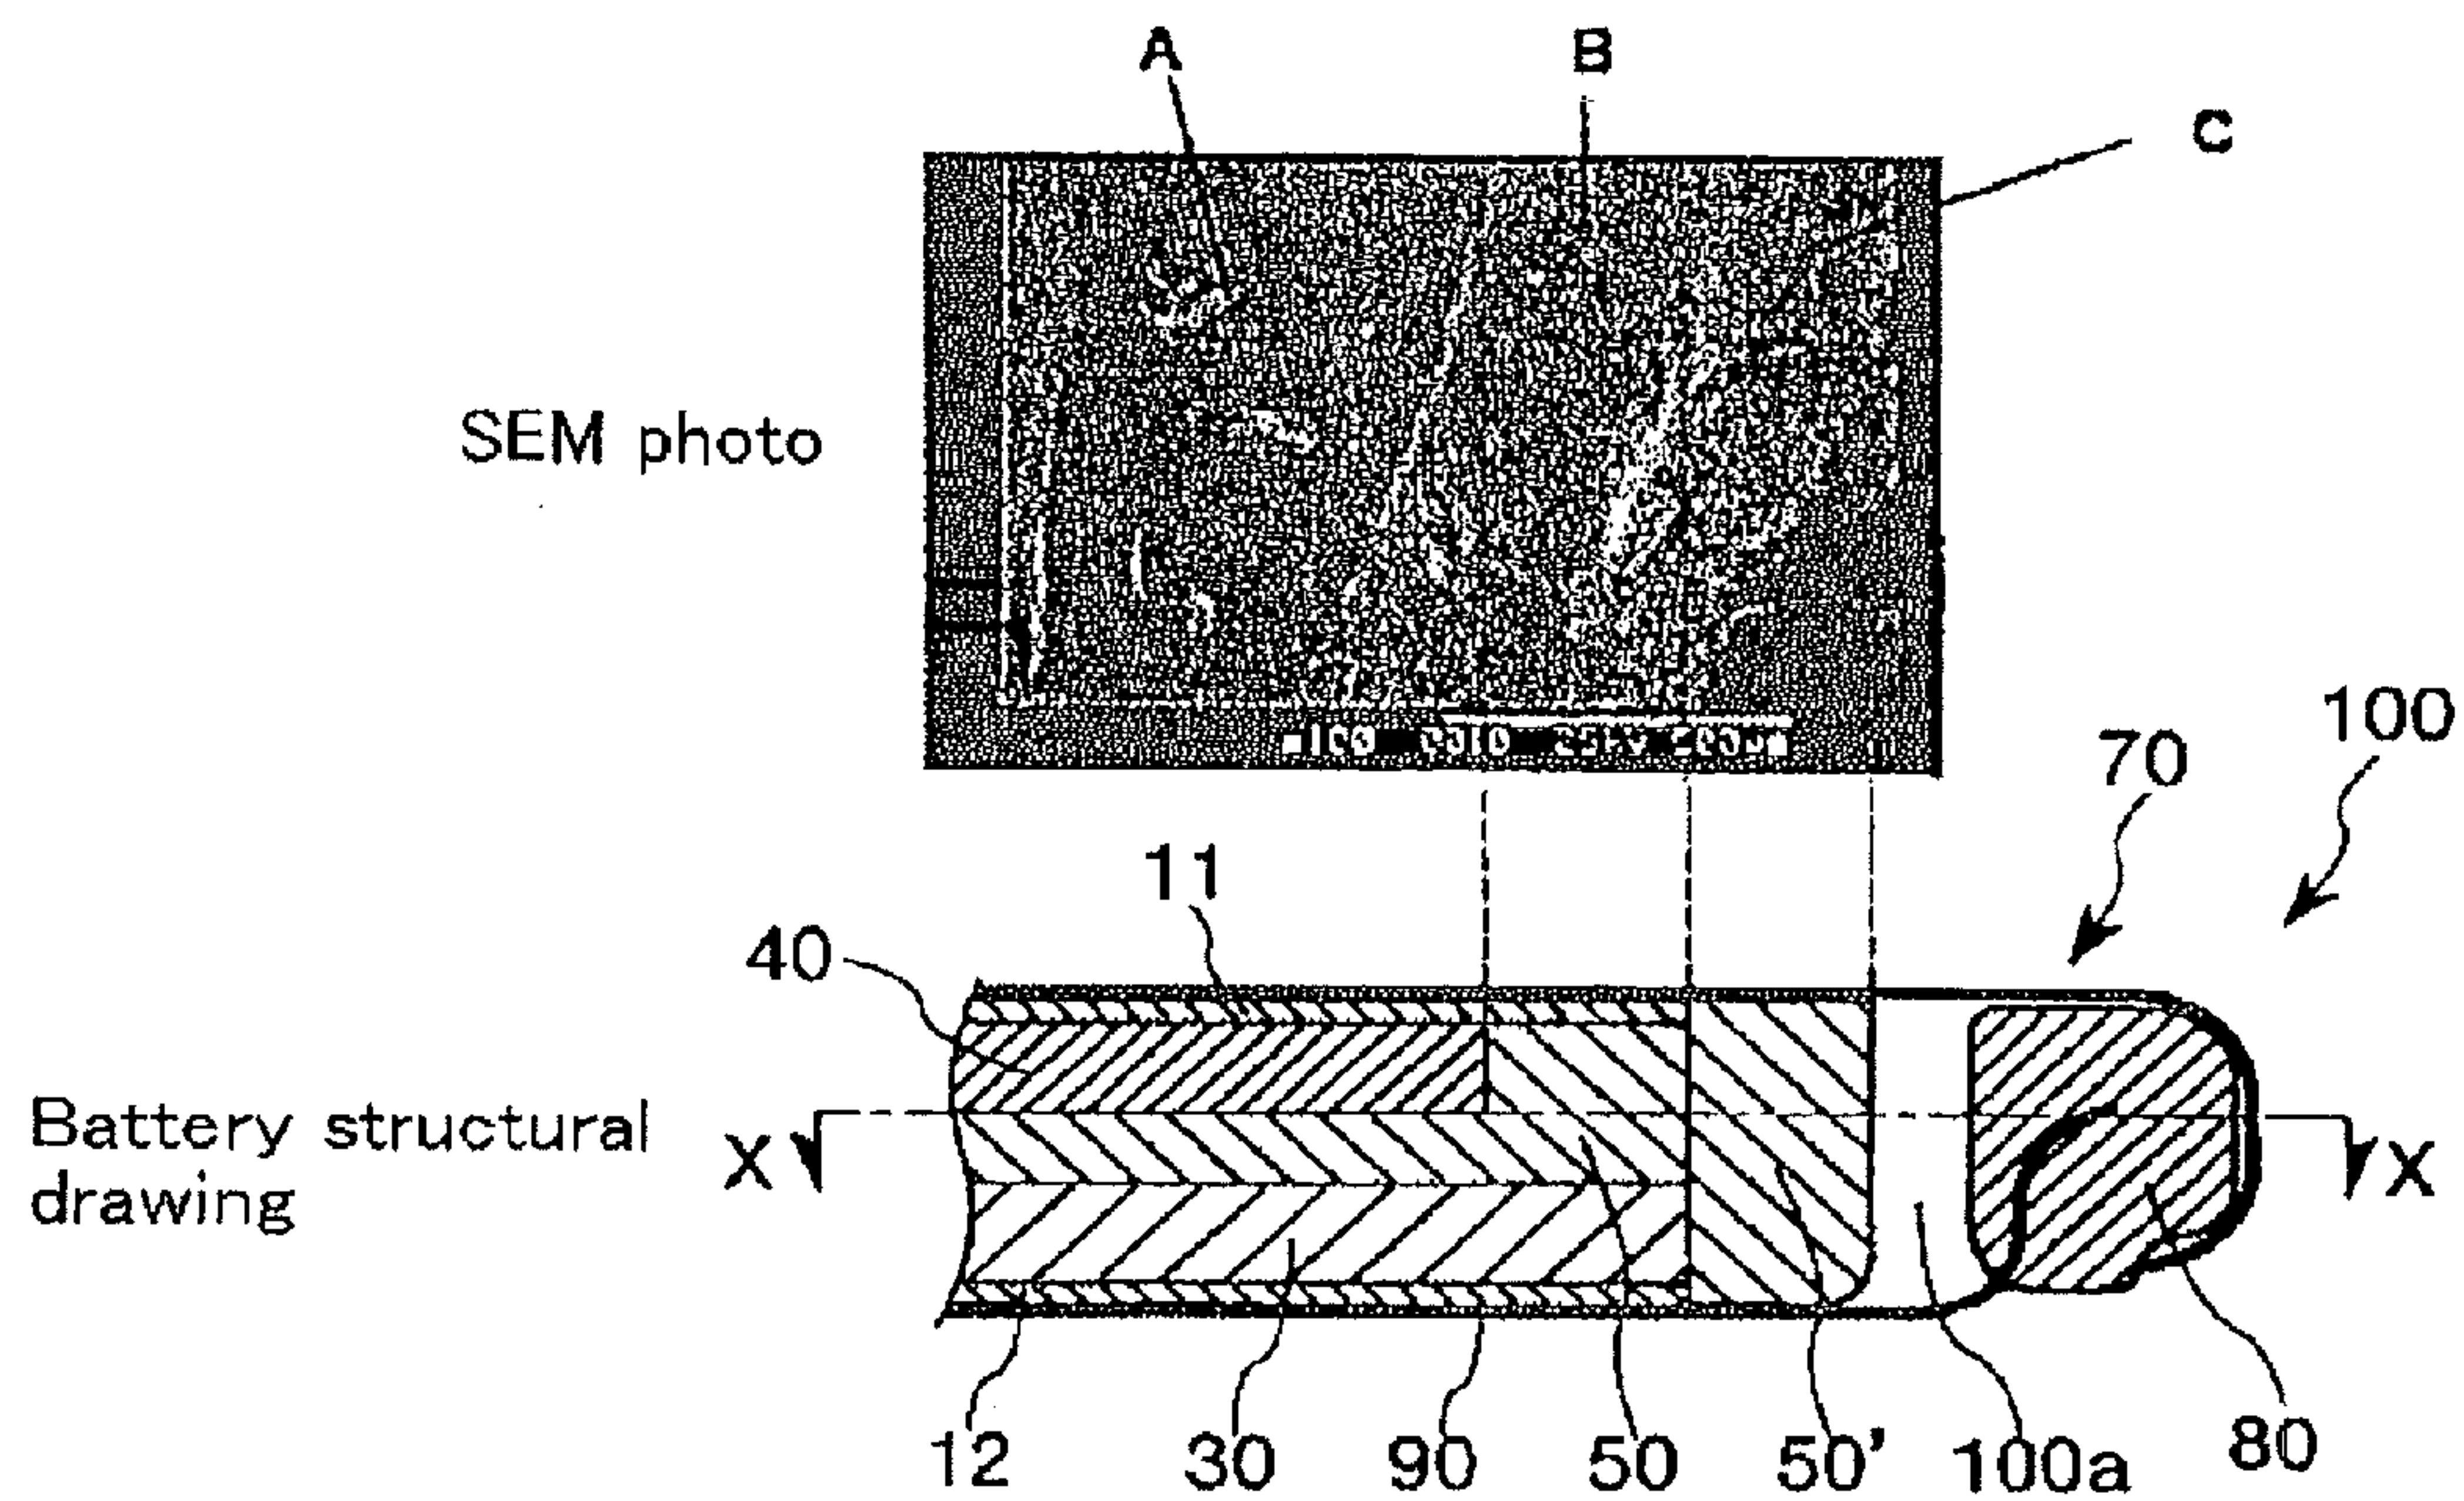 A
B
C
SEM photo
100
70
11
40
Battery structural
drawing
X
X
12
30
90
50
50'
100a
80